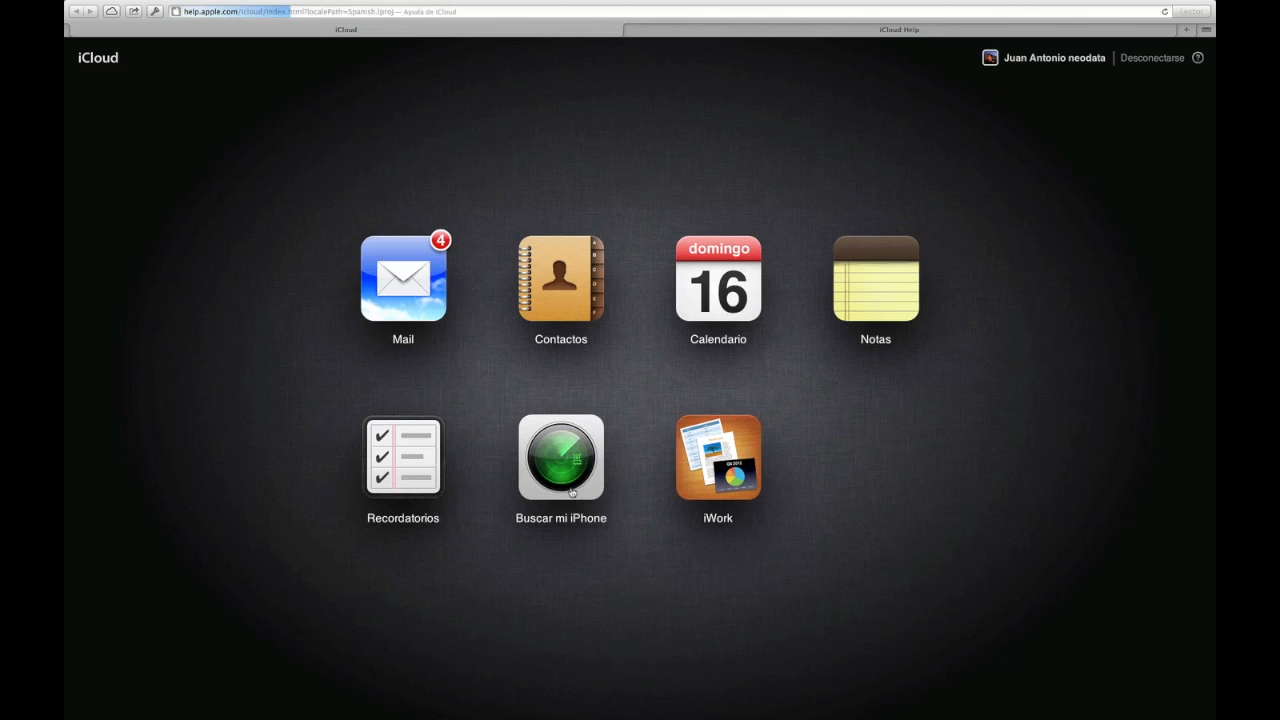 help.apple.com/icloud/index.html?localePath=Spanish.lproj — Ayuda de iCloud
Lector
iCloud
iCloud Help
iCloud
Juan Antonio neodata
Desconectarse
?
4
domingo
16
Mail
Contactos
Calendario
Notas
Recordatorios
Buscar mi iPhone
iWork